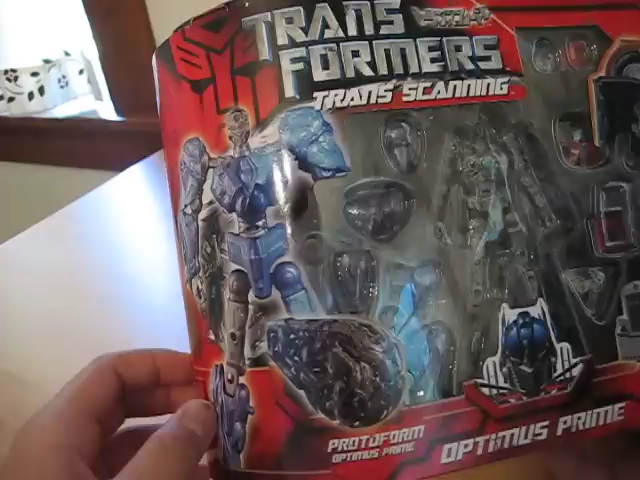 TRANS
FORMERS
TRANS SCANNING
PROTOFORM
OPTIMUS PRIME
OPTIMUS PRIME